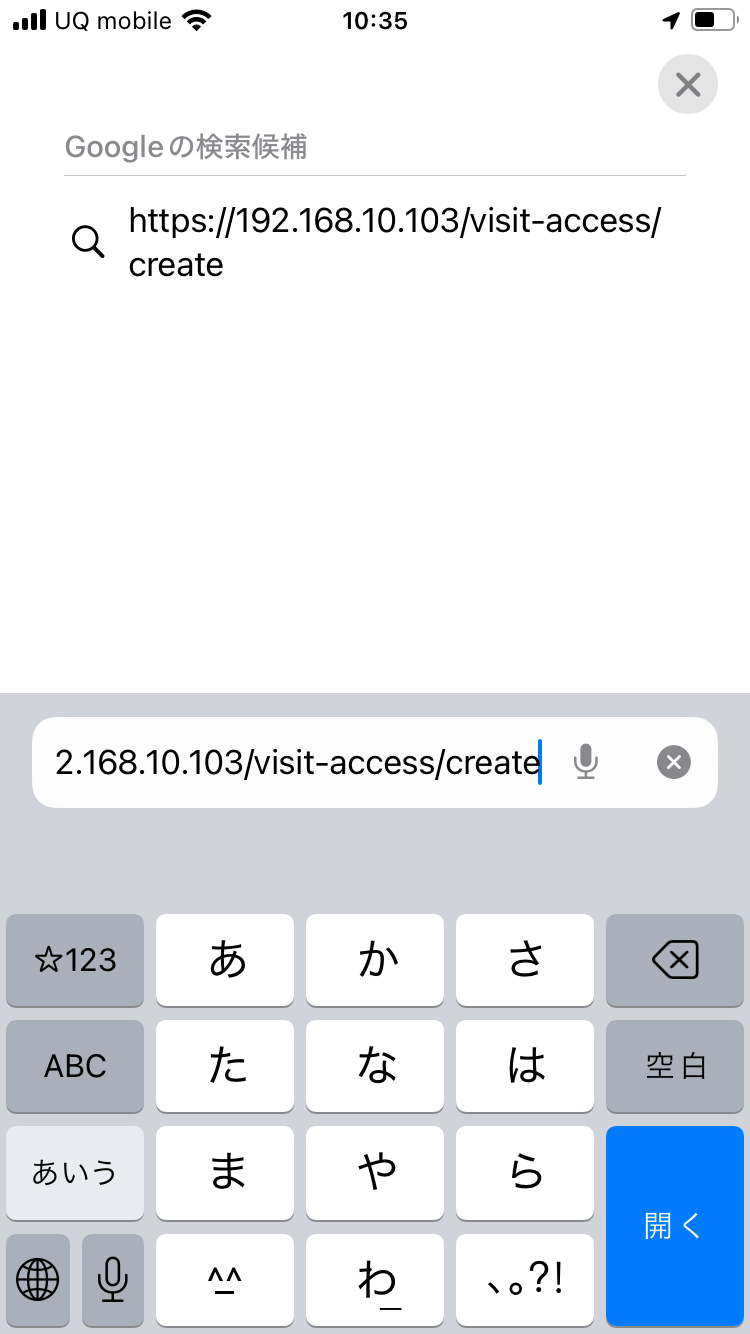 UQ mobile 10:35
Googleの検索候補
https://192.168.10.103/visit-access/
create
2.168.10.103/visit-access/create
☆123 あ か さ
ABC た な は 空白
あいう ま や ら 開く
^_^ わ_ 、。?!